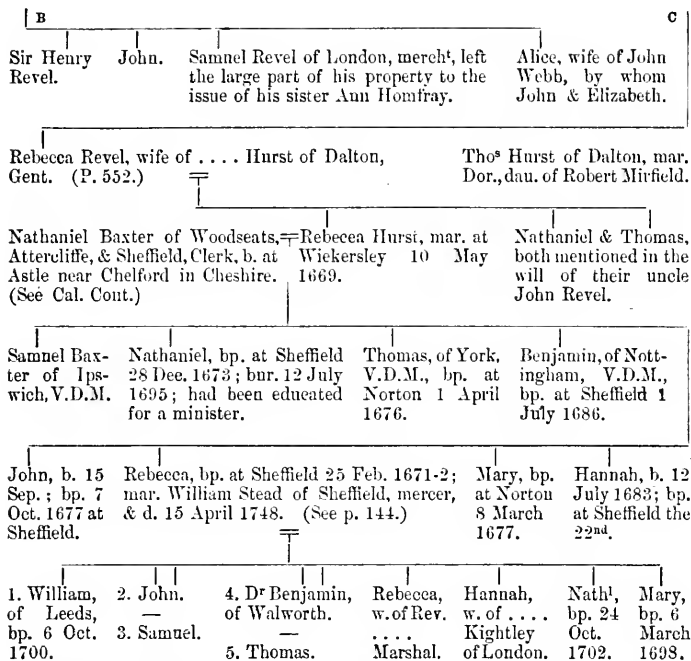 B
C
Sir Henry
Revel.
John.
Samuel Revel of London, mercht, left
the large part of his property to the
issue of his sister Ann Homfray.
Alice, wife of John
Webb, by whom
John & Elizabeth.
Rebecca Revel, wife of . . . . Hurst of Dalton,
Gent. (P. 552.)
Thos Hurst of Dalton, mar.
Dor., dau. of Robert Mirfield.
Nathaniel Baxter of Woodseats,
Attercliffe, & Sheffield, Clerk, b. at
Astle near Chelford in Cheshire.
(See Cal. Cont.)
Rebecca Hurst, mar. at
Wickersley 10 May
1669.
Nathaniel & Thomas,
both mentioned in the
will of their uncle
John Revel.
Samuel Bax-
ter of Ips-
wich, V.D.M.
Nathaniel, bp. at Sheffield
28 Dec. 1673; bur. 12 July
1695; had been educated
for a minister.
Thomas, of York,
V.D.M., bp. at
Norton 1 April
1676.
Benjamin, of Nott-
ingham, V.D.M.,
bp. at Sheffield 1
July 1686.
John, b. 15
Sep.; bp. 7
Oct. 1677 at
Sheffield.
Rebecca, bp. at Sheffield 25 Feb. 1671-2;
mar. William Stead of Sheffield, mercer,
& d. 15 April 1748. (See p. 144.)
Mary, bp.
at Norton
8 March
1677.
Hannah, b. 12
July 1683; bp.
at Sheffield the
22nd.
1. William,
of Leeds,
bp. 6 Oct.
1700.
2. John.
—
3. Samuel.
4. Dr Benjamin,
of Walworth.
—
5. Thomas.
Rebecca,
w. of Rev.
. . . .
Marshal.
Hannah,
w. of . . . .
Kightley
of London.
Nathl,
bp. 24
Oct.
1702.
Mary,
bp. 6
March
1698.